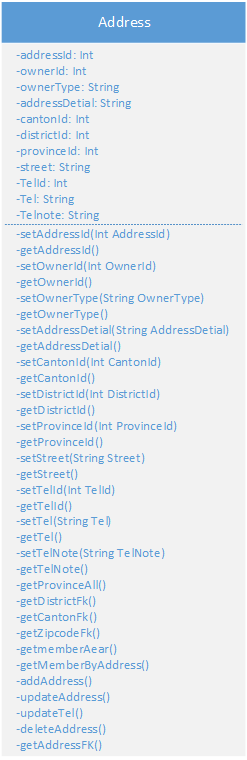 Address
-addressId: Int
-ownerId: Int
-ownerType: String
-addressDetial: String
-cantonId: Int
-districtId: Int
-provinceId: Int
-street: String
-TelId: Int
-Tel: String
-Telnote: String
-setAddressId(Int AddressId)
-getAddressId()
-setOwnerId(Int OwnerId)
-getOwnerId()
-setOwnerType(String OwnerType)
-getOwnerType()
-setAddressDetial(String AddressDetial)
-getAddressDetial()
-setCantonId(Int CantonId)
-getCantonId()
-setDistrictId(Int DistrictId)
-getDistrictId()
-setProvinceId(Int ProvinceId)
-getProvinceId()
-setStreet(String Street)
-getStreet()
-setTelId(Int TelId)
-getTelId()
-setTel(String Tel)
-getTel()
-setTelNote(String TelNote)
-getTelNote()
-getProvinceAll()
-getDistrictFk()
-getCantonFk()
-getZipcodeFk()
-getmemberAear()
-getMemberByAddress()
-addAddress()
-updateAddress()
-updateTel()
-deleteAddress()
-getAddressFK()